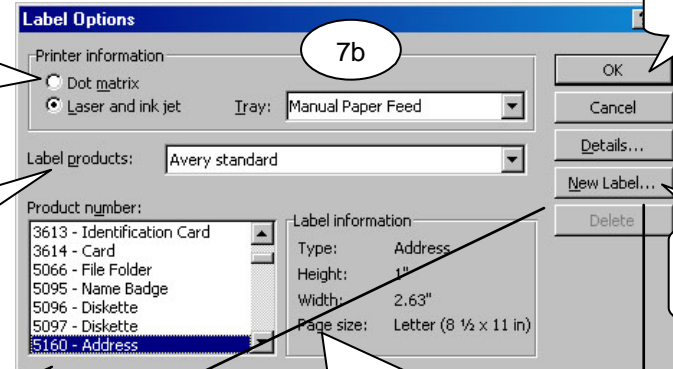 Label Options
7b
Printer information
Dot matrix
Laser and ink jet
Tray:
Manual Paper Feed
OK
Cancel
Details...
New Label...
Delete
Label products:
Avery standard
Product number:
3613 - Identification Card
3614 - Card
5066 - File Folder
5095 - Name Badge
5096 - Diskette
5097 - Diskette
5160 - Address
Label information
Type: Address
Height: 1"
Width: 2.63"
Page size: Letter (8 ½ x 11 in)